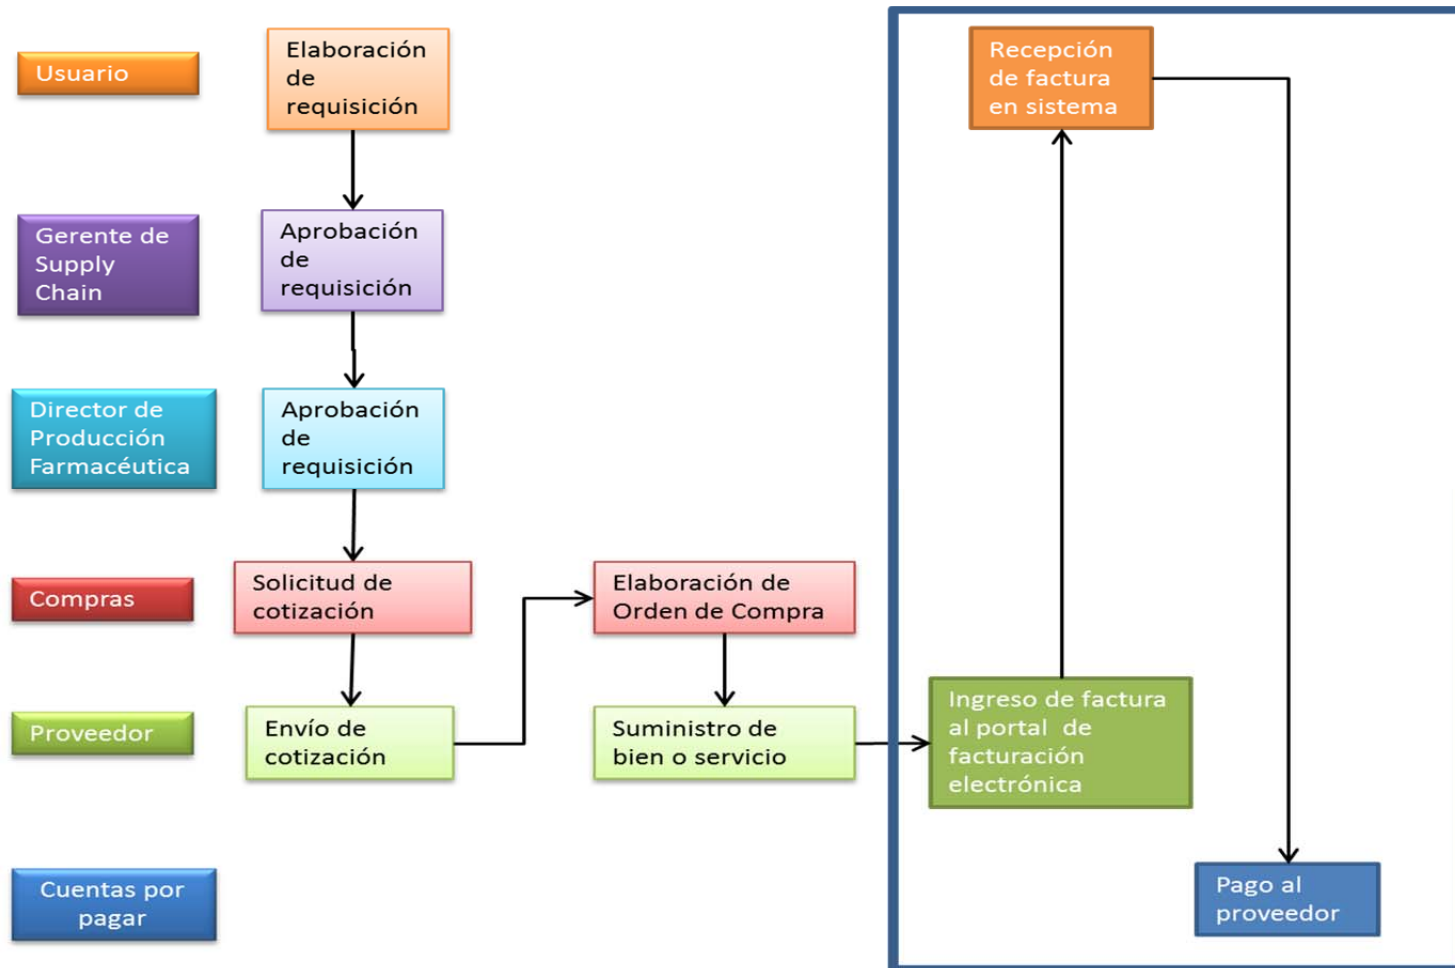 Usuario
Elaboración
de
requisición
Recepción
de factura
en sistema
Gerente de
Supply
Chain
Aprobación
de
requisición
Director de
Producción
Farmacéutica
Aprobación
de
requisición
Compras
Solicitud de
cotización
Elaboración de
Orden de Compra
Proveedor
Envío de
cotización
Suministro de
bien o servicio
Ingreso de factura
al portal de
facturación
electrónica
Cuentas por
pagar
Pago al
proveedor